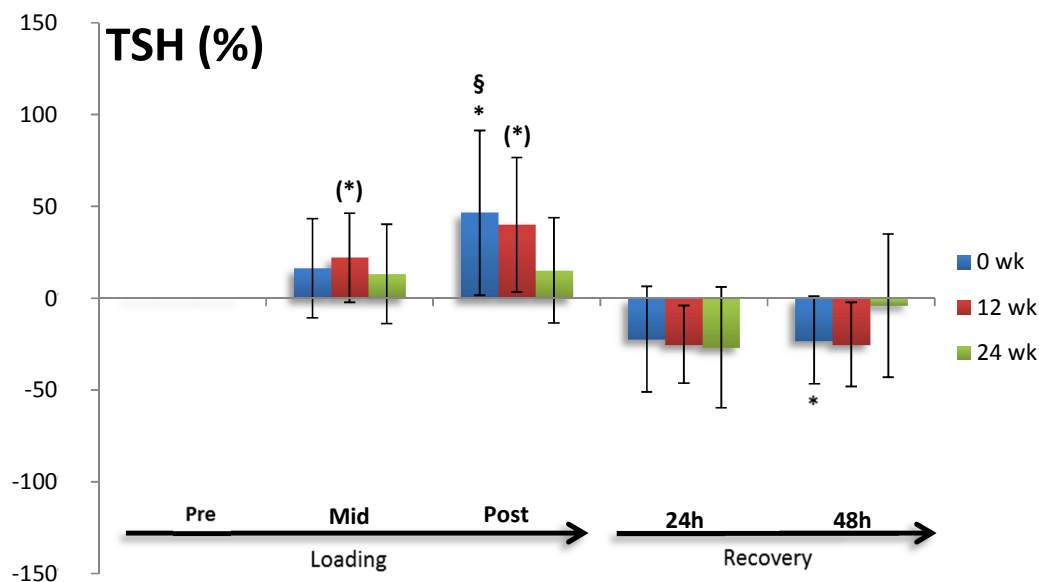 TSH (%)
150
100
50
0
-50
-100
-150
§
*
(*)
(*)
*
0 wk
12 wk
24 wk
Pre Mid Post 24h 48h
Loading Recovery